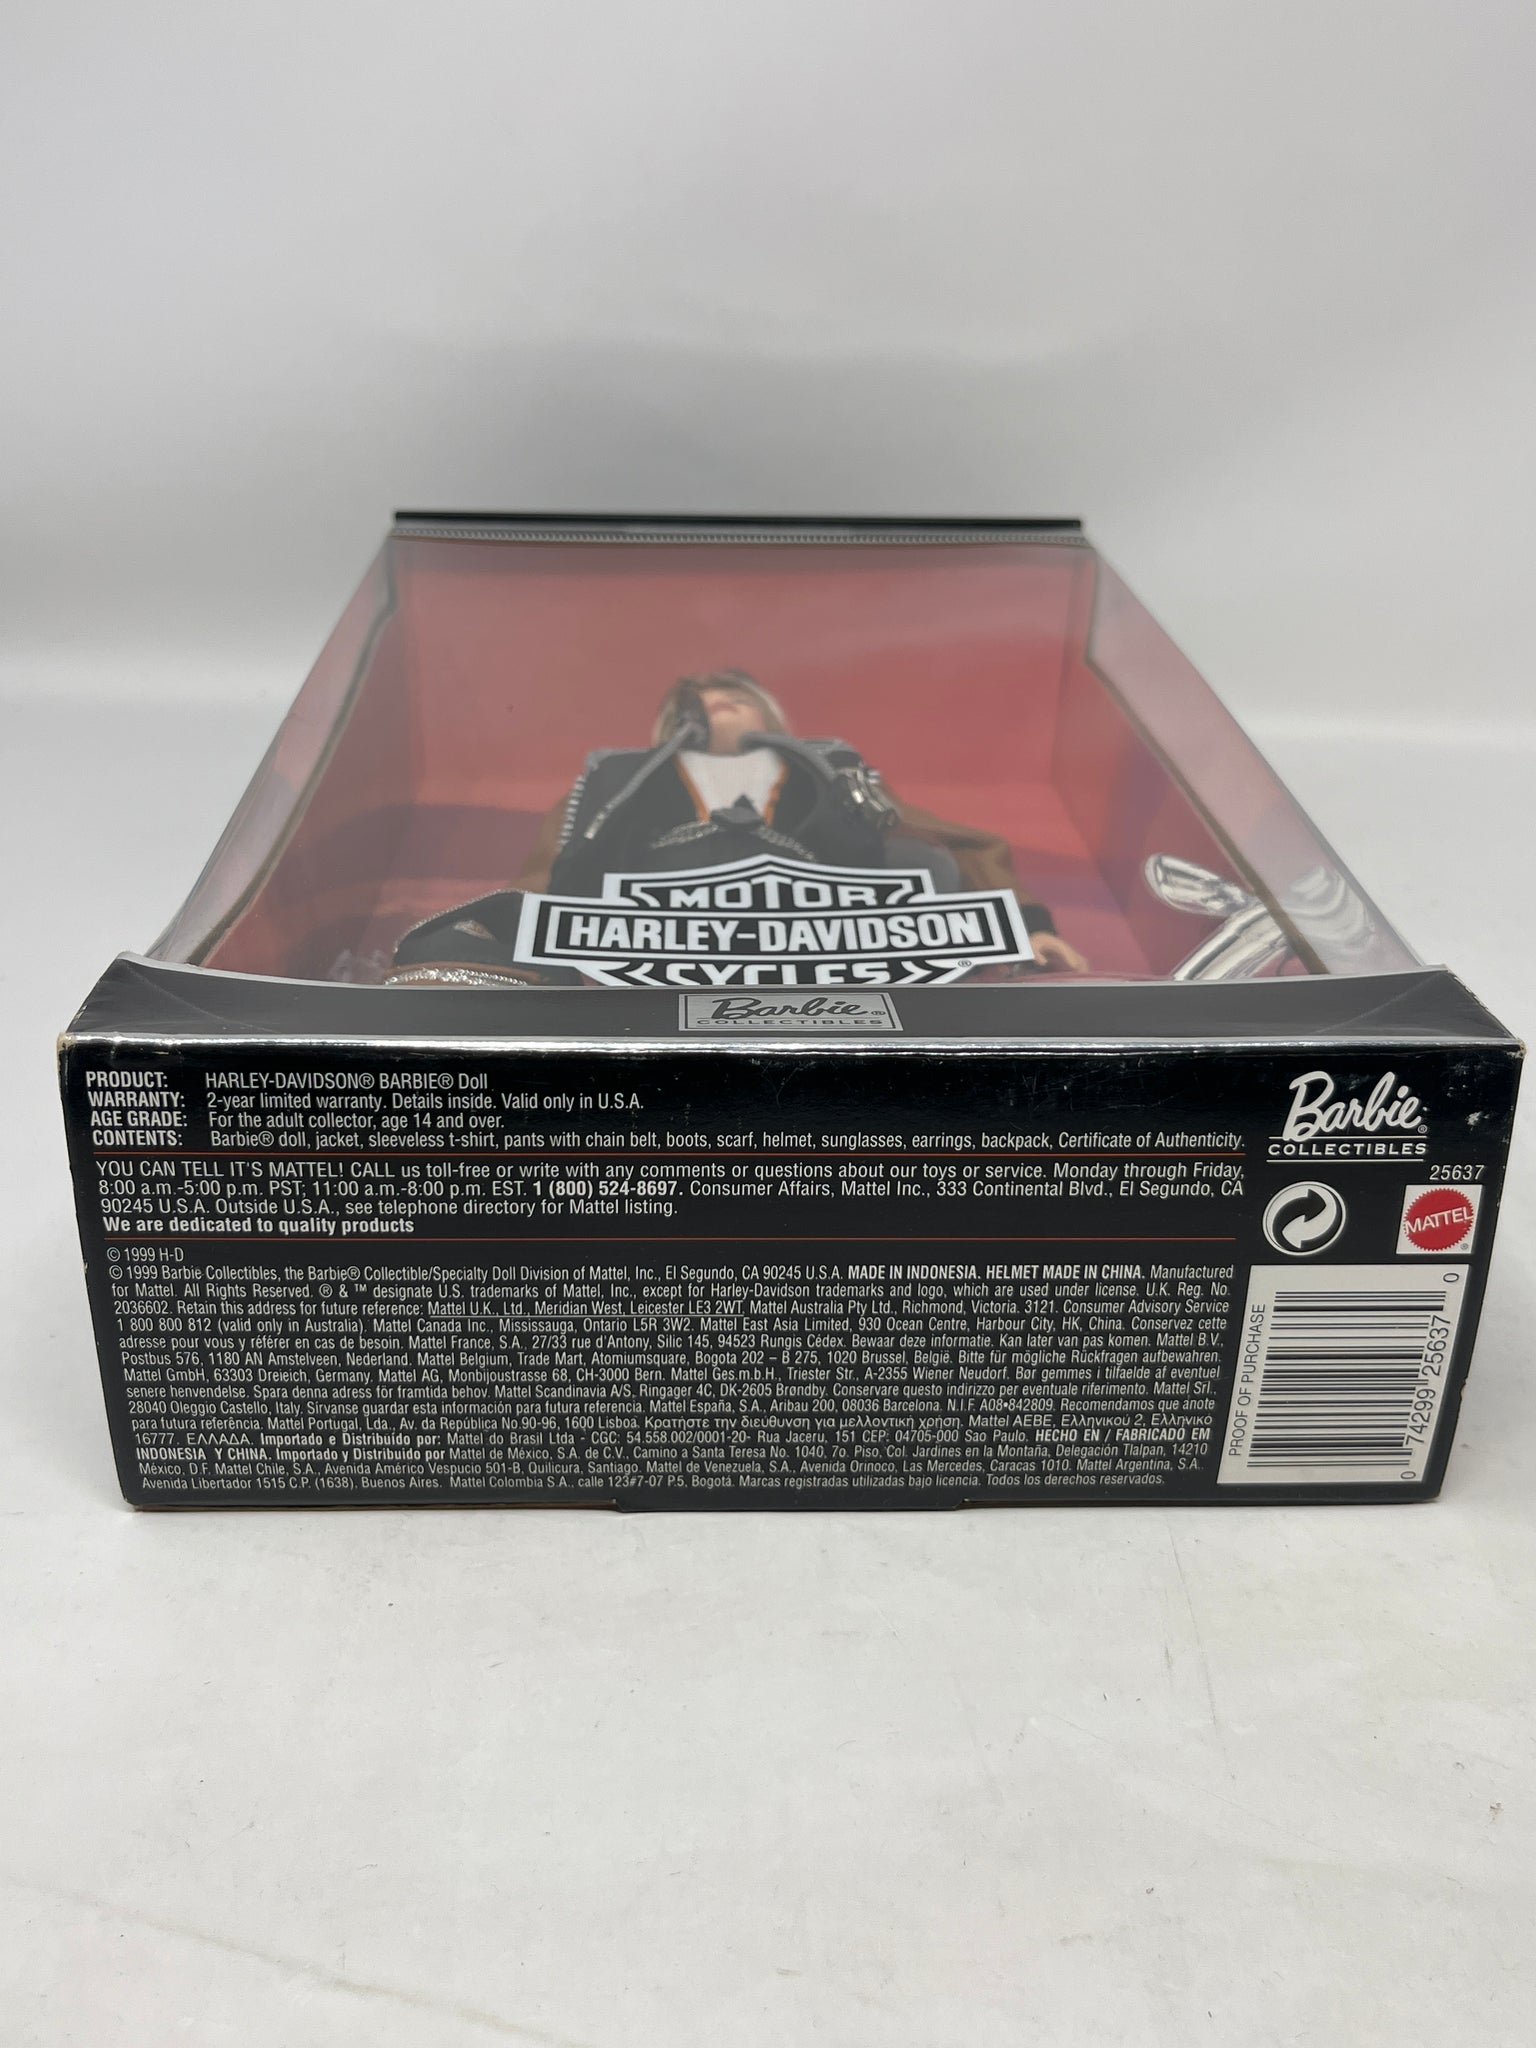 MOTOR
HARLEY-DAVIDSON
CYCLES®
Barbie®
COLLECTIBLES
PRODUCT: HARLEY-DAVIDSON® BARBIE® Doll
WARRANTY: 2-year limited warranty. Details inside. Valid only in U.S.A.
AGE GRADE: For the adult collector, age 14 and over.
CONTENTS: Barbie® doll, jacket, sleeveless t-shirt, pants with chain belt, boots, scarf, helmet, sunglasses, earrings, backpack, Certificate of Authenticity.
YOU CAN TELL IT'S MATTEL! CALL us toll-free or write with any comments or questions about our toys or service. Monday through Friday,
8:00 a.m.-5:00 p.m. PST; 11:00 a.m.-8:00 p.m. EST. 1 (800) 524-8697. Consumer Affairs, Mattel Inc., 333 Continental Blvd., El Segundo, CA
90245 U.S.A. Outside U.S.A., see telephone directory for Mattel listing.
We are dedicated to quality products
© 1999 H-D
© 1999 Barbie Collectibles, the Barbie® Collectible/Specialty Doll Division of Mattel, Inc., El Segundo, CA 90245 U.S.A. MADE IN INDONESIA. HELMET MADE IN CHINA. Manufactured
for Mattel. All Rights Reserved. ® & ™ designate U.S. trademarks of Mattel, Inc., except for Harley-Davidson trademarks and logo, which are used under license. U.K. Reg. No.
2036602. Retain this address for future reference: Mattel U.K., Ltd., Meridian West, Leicester LE3 2WT. Mattel Australia Pty Ltd., Richmond, Victoria. 3121. Consumer Advisory Service
1 800 800 812 (valid only in Australia). Mattel Canada Inc., Mississauga, Ontario L5R 3W2. Mattel East Asia Limited, 930 Ocean Centre, Harbour City, HK, China. Conservez cette
adresse pour vous y référer en cas de besoin. Mattel France, S.A., 27/33 rue d'Antony, Silic 145, 94523 Rungis Cédex. Bewaar deze informatie. Kan later van pas komen. Mattel B.V.,
Postbus 576, 1180 AN Amstelveen, Nederland. Mattel Belgium, Trade Mart, Atomiumsquare, Bogota 202 – B 275, 1020 Brussel, België. Bitte für mögliche Rückfragen aufbewahren.
Mattel GmbH, 63303 Dreieich, Germany. Mattel AG, Monbijoustrasse 68, CH-3000 Bern. Mattel Ges.m.b.H., Triester Str., A-2355 Wiener Neudorf. Bør gemmes i tilfælde af eventuel
senere henvendelse. Spara denna adress för framtida behov. Mattel Scandinavia A/S, Ringager 4C, DK-2605 Brøndby. Conservare questo indirizzo per eventuale riferimento. Mattel Srl.,
28040 Oleggio Castello, Italy. Sirvanse guardar esta información para futura referencia. Mattel España, S.A., Aribau 200, 08036 Barcelona. N.I.F. A08•842809. Recomendamos que anote
para futura referência. Mattel Portugal, Lda., Av. da República No.90-96, 1600 Lisboa. Κρατήστε την διεύθυνση για μελλοντική χρήση. Mattel AEBE, Ελληνικού 2, Ελληνικό
16777. ΕΛΛΑΔΑ. Importado e Distribuído por: Mattel do Brasil Ltda - CGC: 54.558.002/0001-20- Rua Jaceru, 151 CEP: 04705-000 Sao Paulo. HECHO EN / FABRICADO EM
INDONESIA Y CHINA. Importado y Distribuido por Mattel de México, S.A. de C.V., Camino a Santa Teresa No. 1040, 7o. Piso, Col. Jardines en la Montaña, Delegación Tlalpan, 14210
México, D.F. Mattel Chile, S.A., Avenida Américo Vespucio 501-B, Quilicura, Santiago. Mattel de Venezuela, S.A., Avenida Orinoco, Las Mercedes, Caracas 1010. Mattel Argentina, S.A.,
Avenida Libertador 1515 C.P. (1638). Buenos Aires. Mattel Colombia S.A., calle 123#7-07 P.5, Bogotá. Marcas registradas utilizadas bajo licencia. Todos los derechos reservados.
Barbie®
COLLECTIBLES
25637
MATTEL®
PROOF OF PURCHASE
0 74299 25637 0